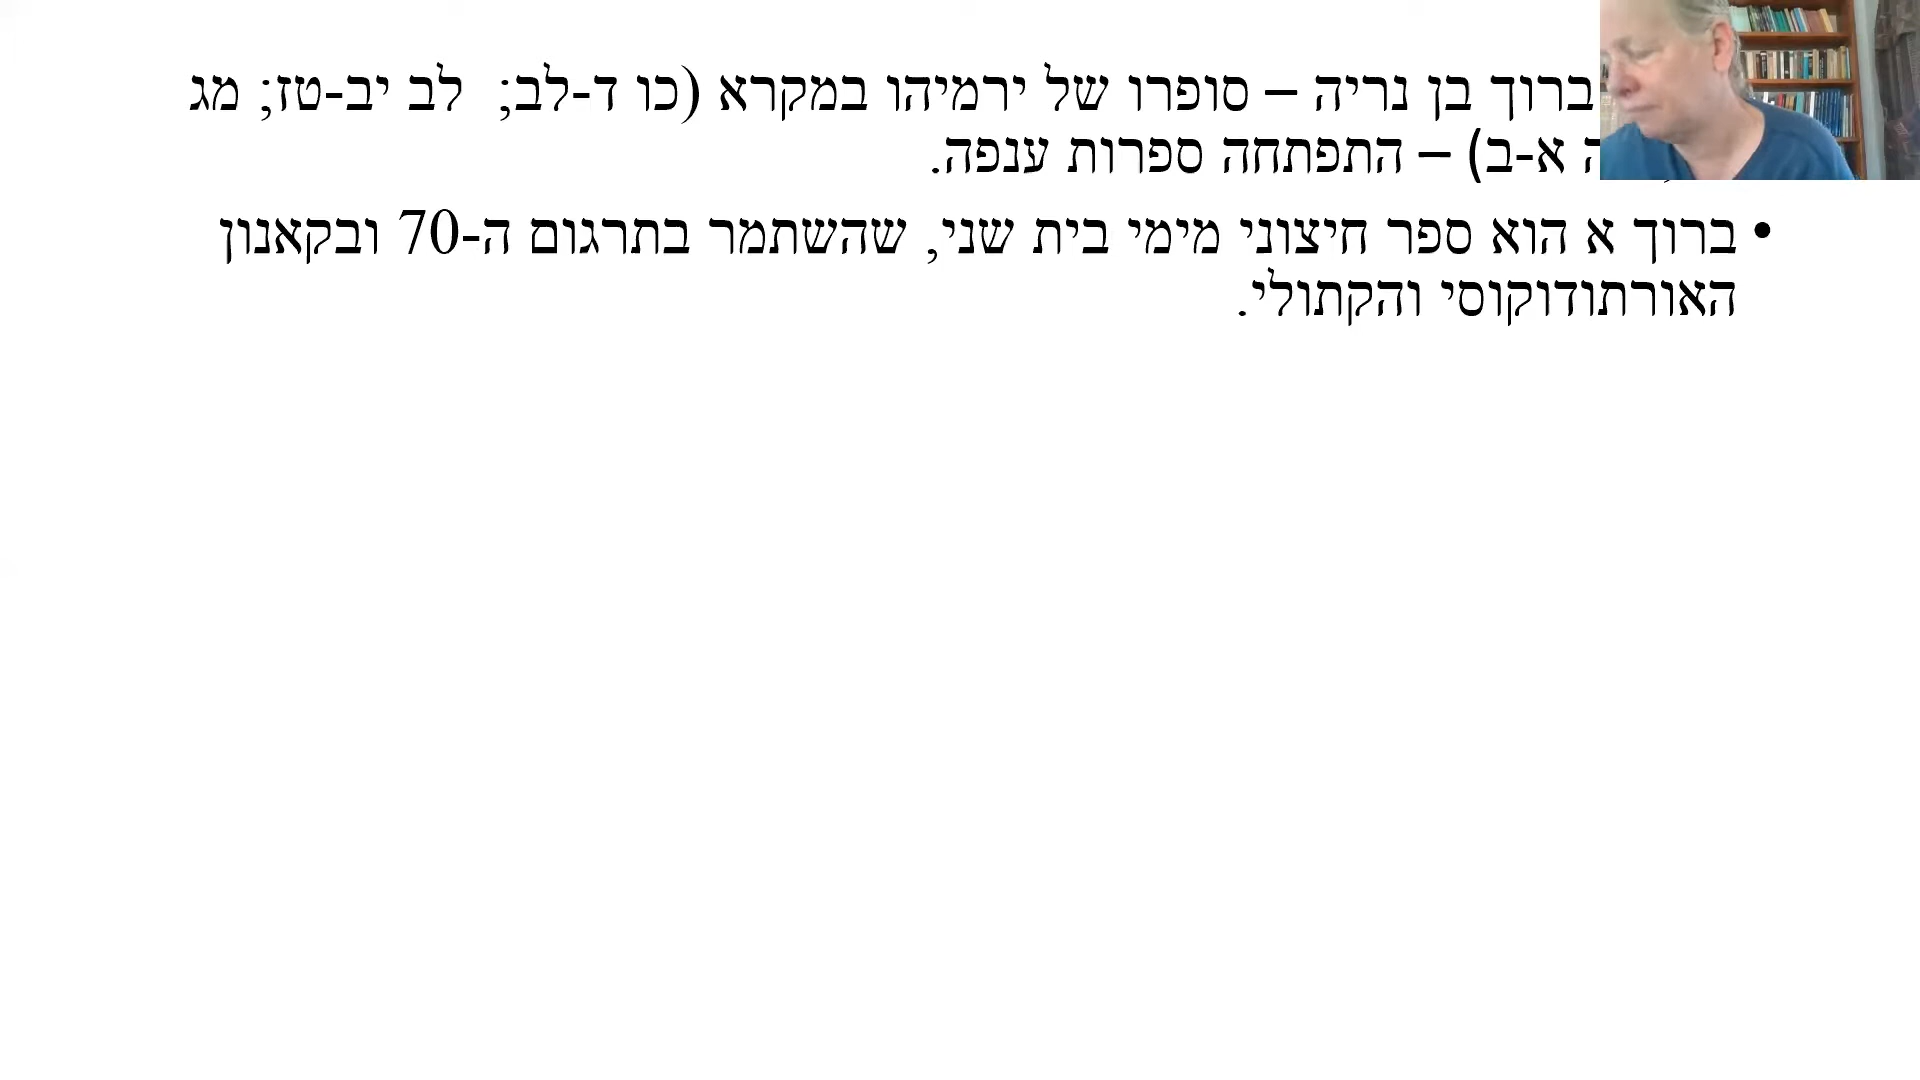 ברוך בן נריה – סופרו של ירמיהו במקרא (כו ד-לב;  לב יב-טז; מג
א-ב) – התפתחה ספרות ענפה.
• ברוך א הוא ספר חיצוני מימי בית שני, שהשתמר בתרגום ה-70 ובקאנון
האורתודוקוסי והקתולי.